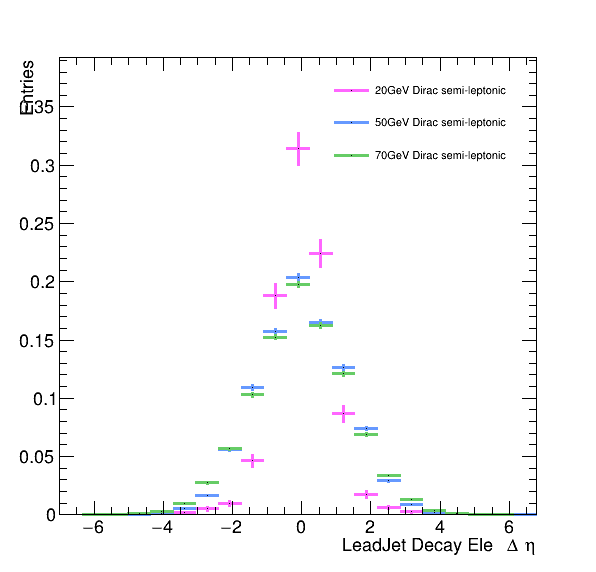 Entries
20GeV Dirac semi-leptonic
50GeV Dirac semi-leptonic
70GeV Dirac semi-leptonic
0.35
0.3
0.25
0.2
0.15
0.1
0.05
0
−6 −4 −2 0 2 4 6
LeadJet Decay Ele Δ η